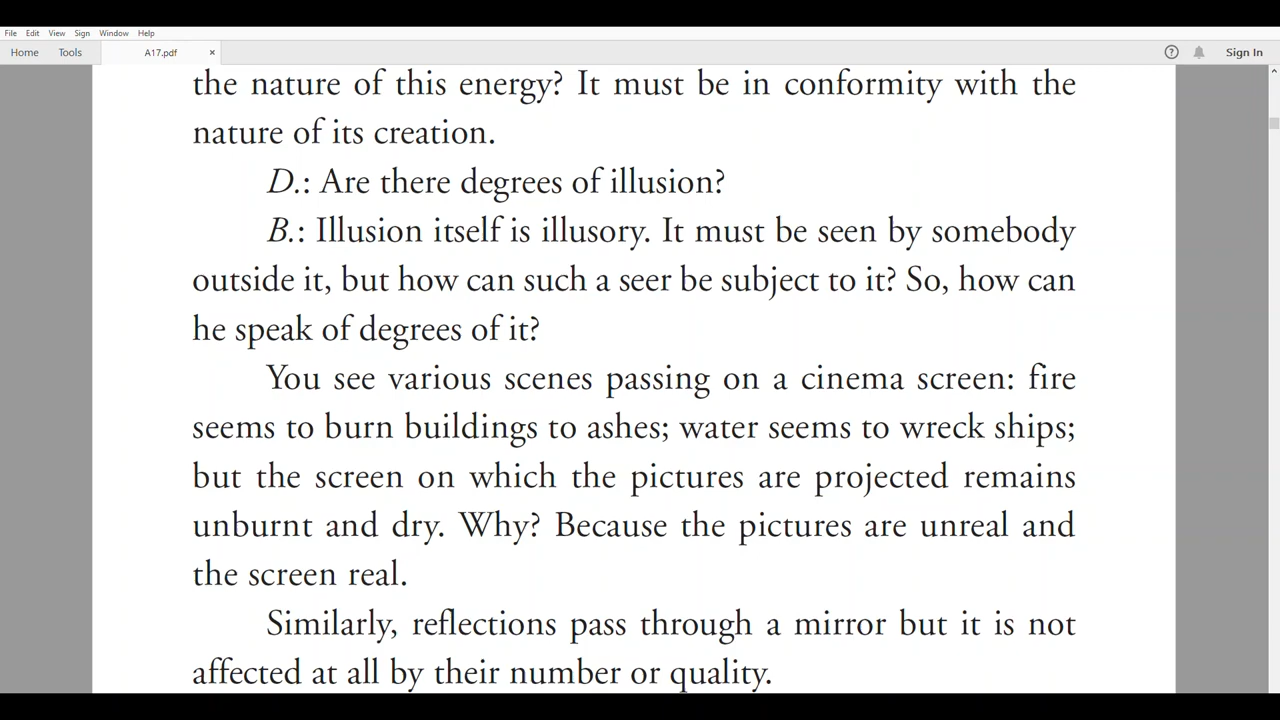 File Edit View Sign Window Help
Home Tools A17.pdf × Sign In
the nature of this energy? It must be in conformity with the
nature of its creation.
D.: Are there degrees of illusion?
B.: Illusion itself is illusory. It must be seen by somebody
outside it, but how can such a seer be subject to it? So, how can
he speak of degrees of it?
You see various scenes passing on a cinema screen: fire
seems to burn buildings to ashes; water seems to wreck ships;
but the screen on which the pictures are projected remains
unburnt and dry. Why? Because the pictures are unreal and
the screen real.
Similarly, reflections pass through a mirror but it is not
affected at all by their number or quality.